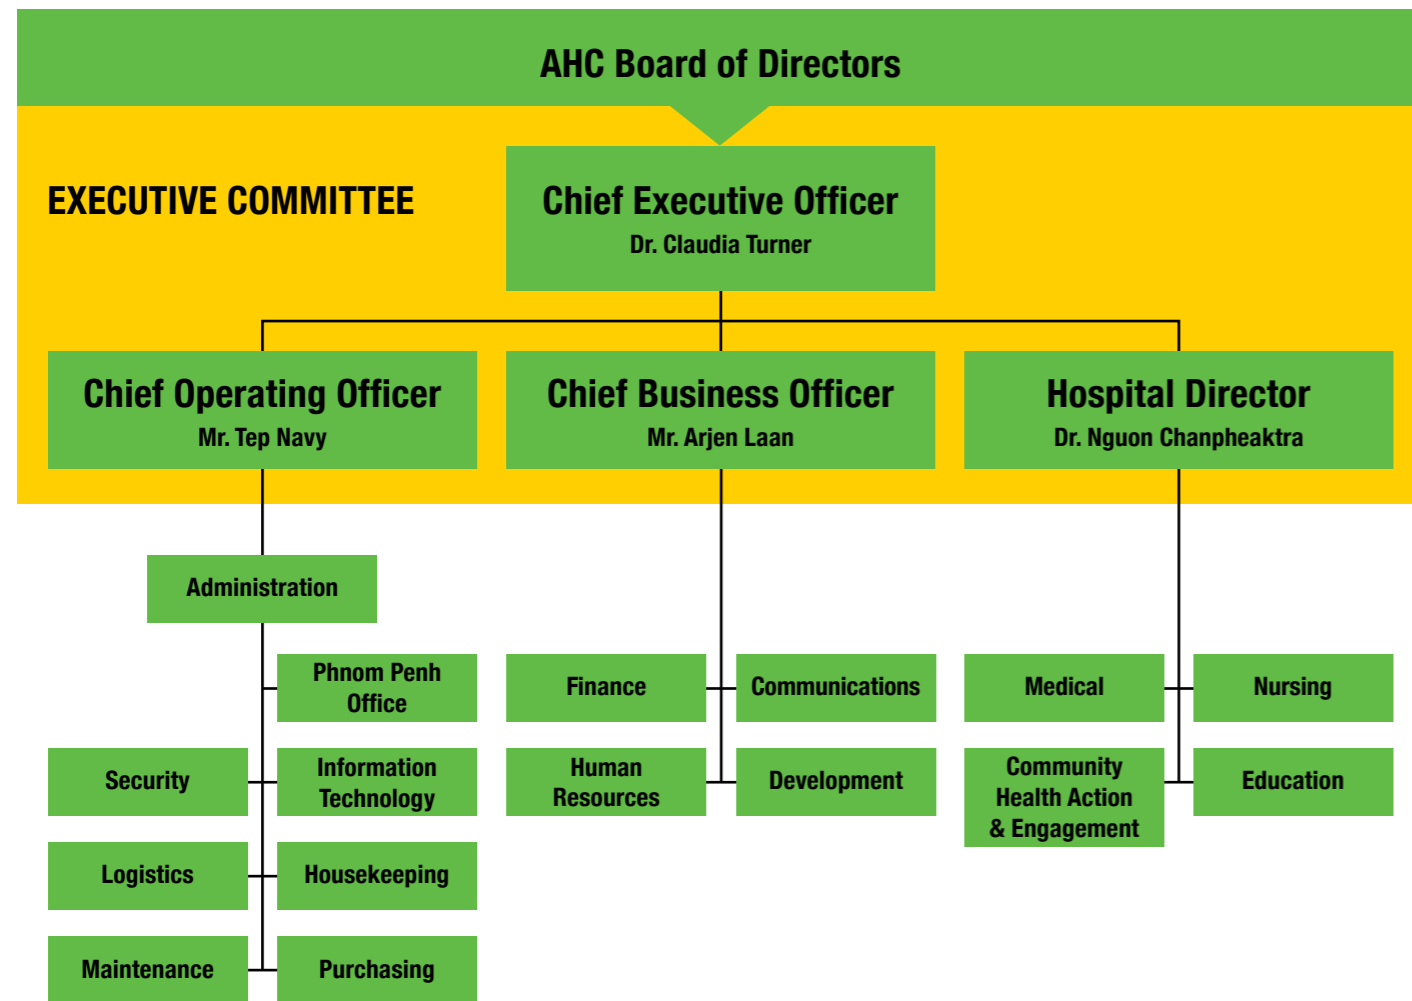 AHC Board of Directors
EXECUTIVE COMMITTEE
Chief Executive Officer
Dr. Claudia Turner
Chief Operating Officer
Mr. Tep Navy
Chief Business Officer
Mr. Arjen Laan
Hospital Director
Dr. Nguon Chanpheaktra
Administration
Phnom Penh
Office
Security
Information
Technology
Logistics
Housekeeping
Maintenance
Purchasing
Finance
Communications
Human
Resources
Development
Medical
Nursing
Community
Health Action
& Engagement
Education